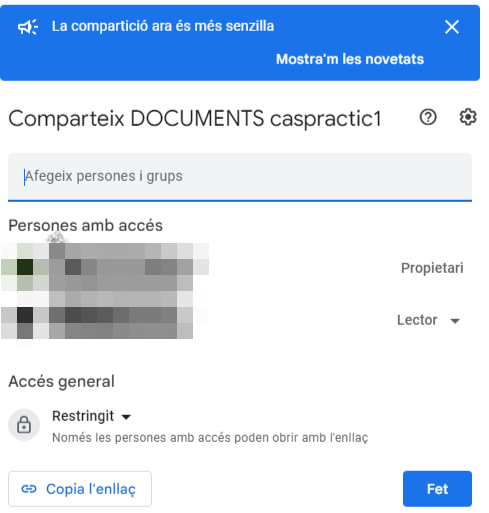 La compartició ara és més senzilla
Mostra'm les novetats
Comparteix DOCUMENTS caspractic1
Afegeix persones i grups
Persones amb accés
Propietari
Lector
Accés general
Restringit
Només les persones amb accés poden obrir amb l'enllaç
Copia l'enllaç
Fet